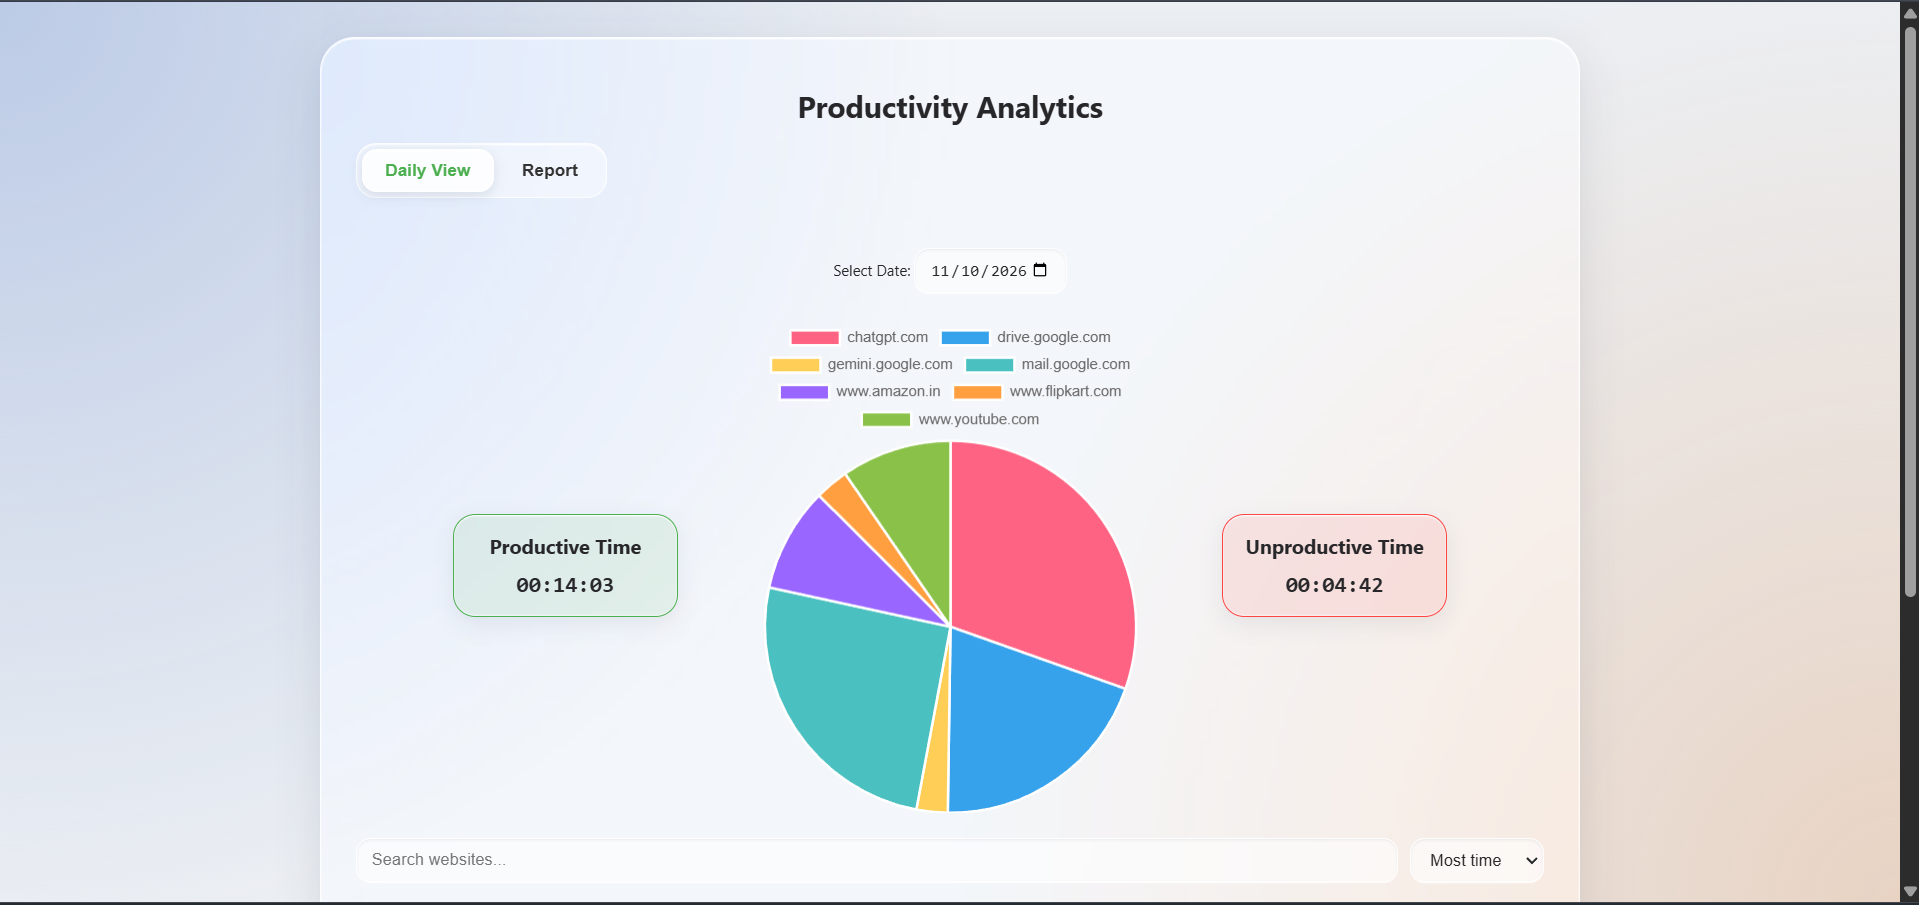 Productivity Analytics
Daily View Report
Select Date: 11/10/2026
chatgpt.com drive.google.com
gemini.google.com mail.google.com
www.amazon.in www.flipkart.com
www.youtube.com
Productive Time
00:14:03
Unproductive Time
00:04:42
Search websites... Most time